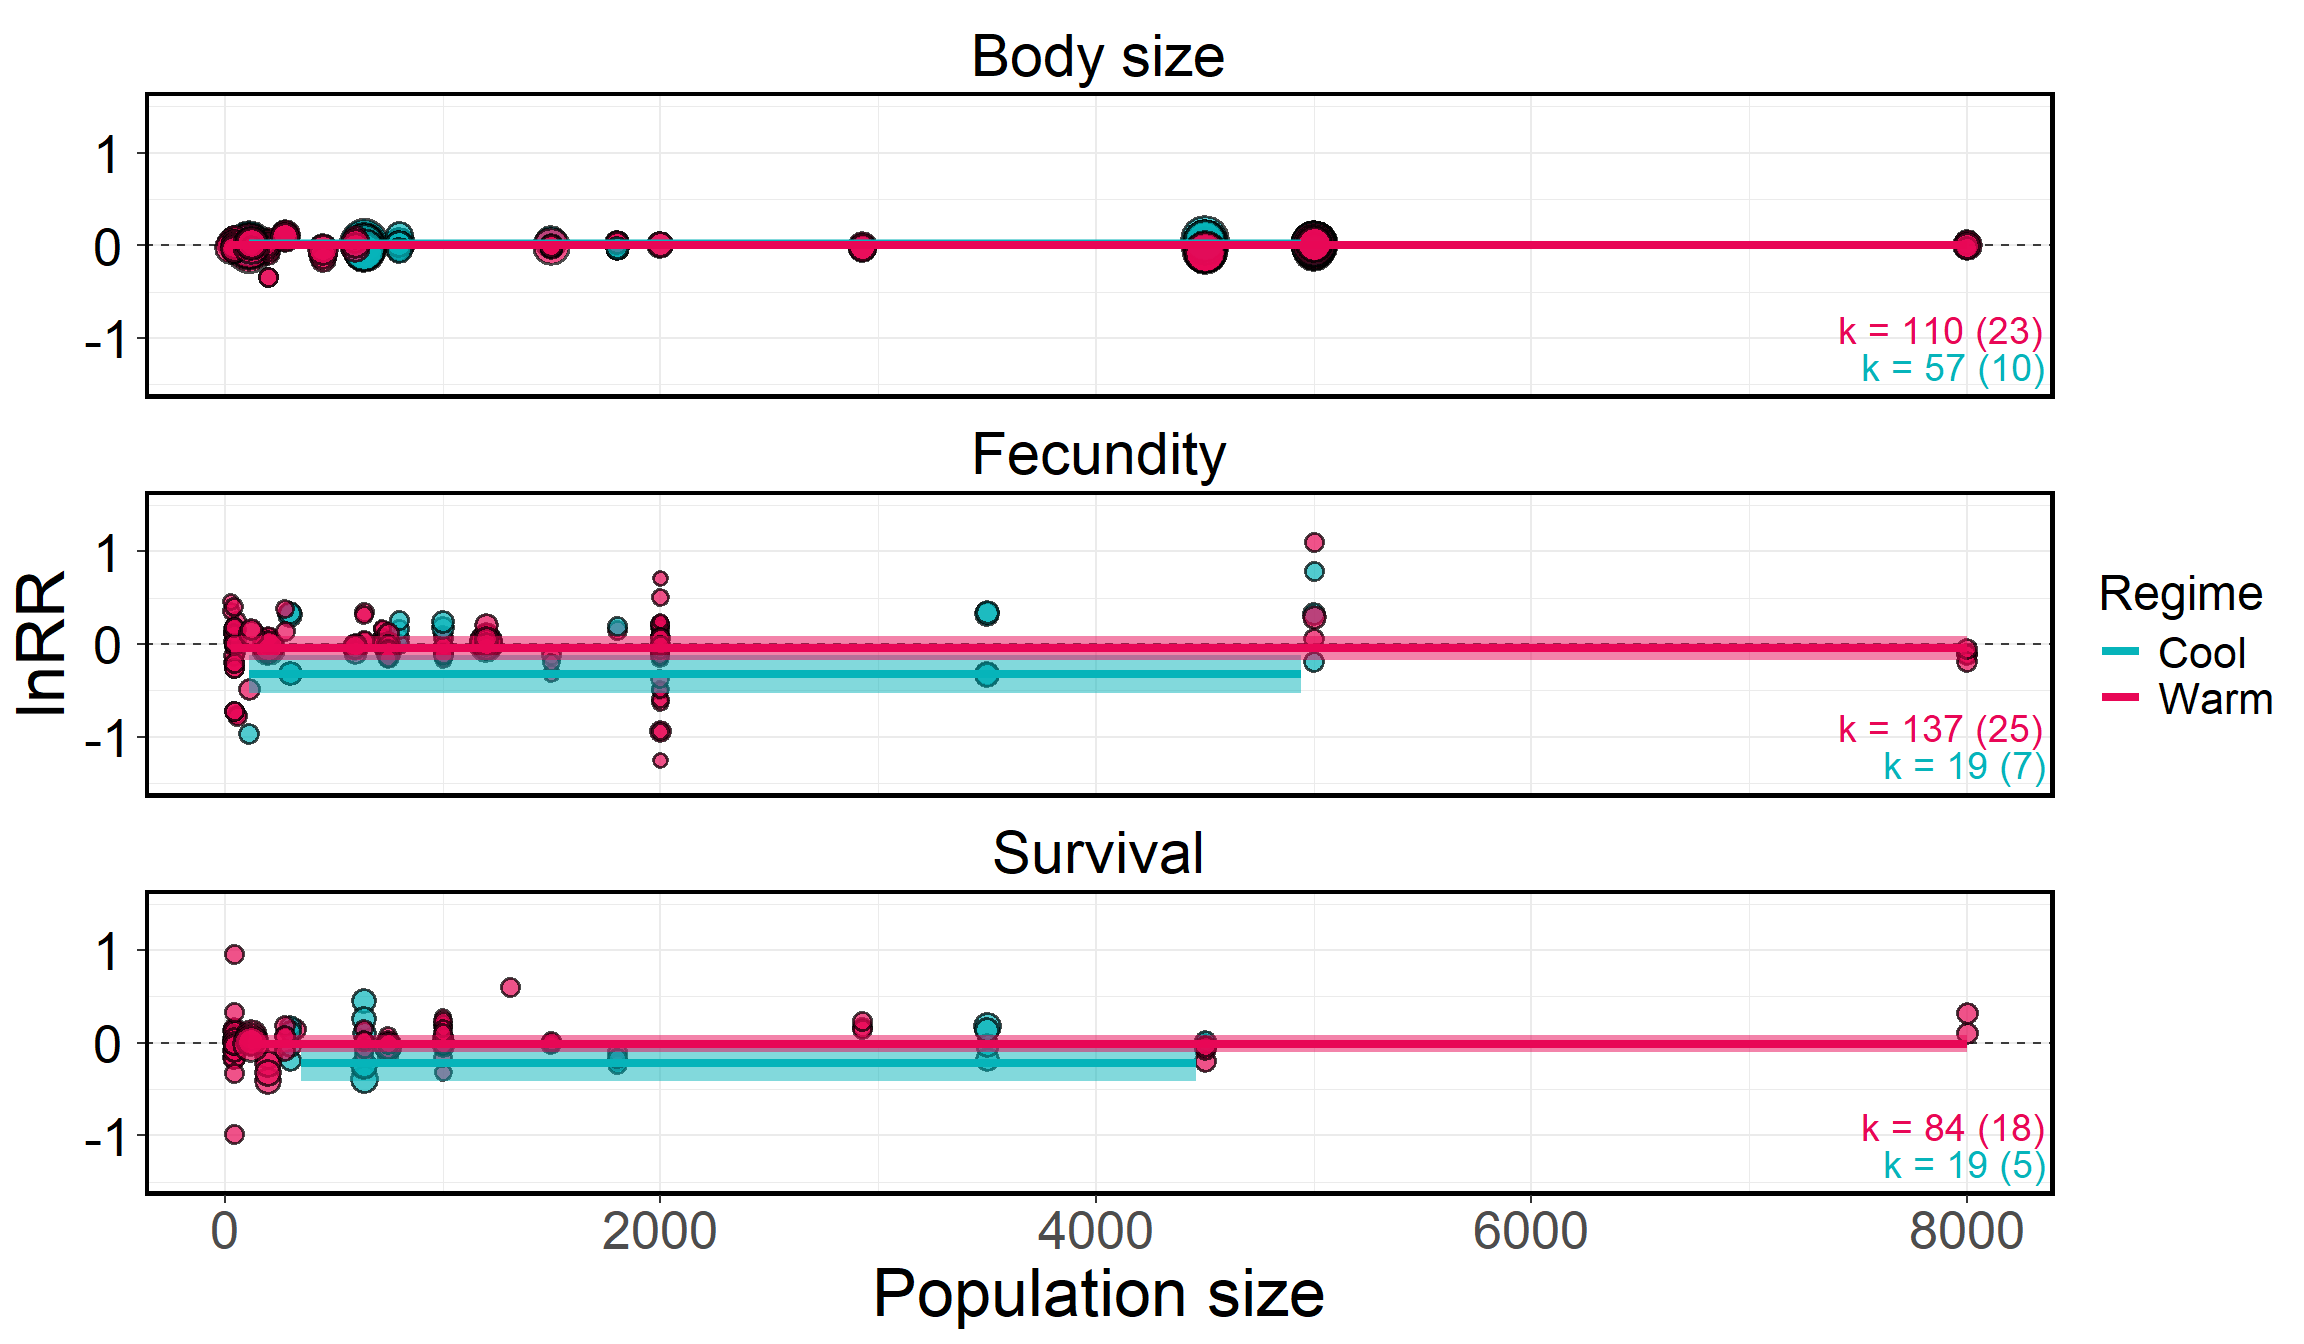 Body size
1
0
-1
k = 110 (23)
k = 57 (10)
Fecundity
1
0
-1
k = 137 (25)
k = 19 (7)
lnRR
Regime
Cool
Warm
Survival
1
0
-1
k = 84 (18)
k = 19 (5)
0 2000 4000 6000 8000
Population size